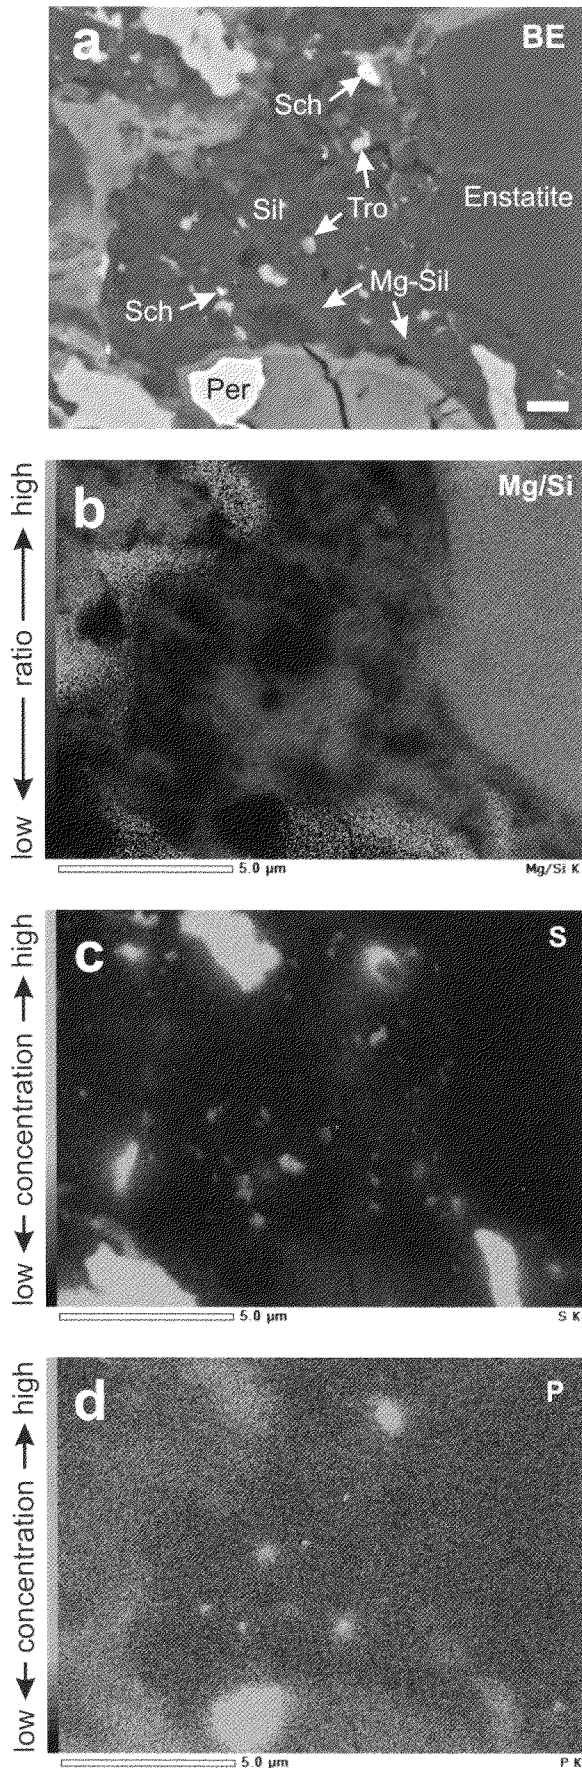 a
BE
Sch
Enstatite
Sil
Tro
Mg-Sil
Sch
Per
b
Mg/Si
low
ratio
high
5.0 µm
Mg/Si K
c
S
low
concentration
high
5.0 µm
S K
d
P
low
concentration
high
5.0 µm
P K